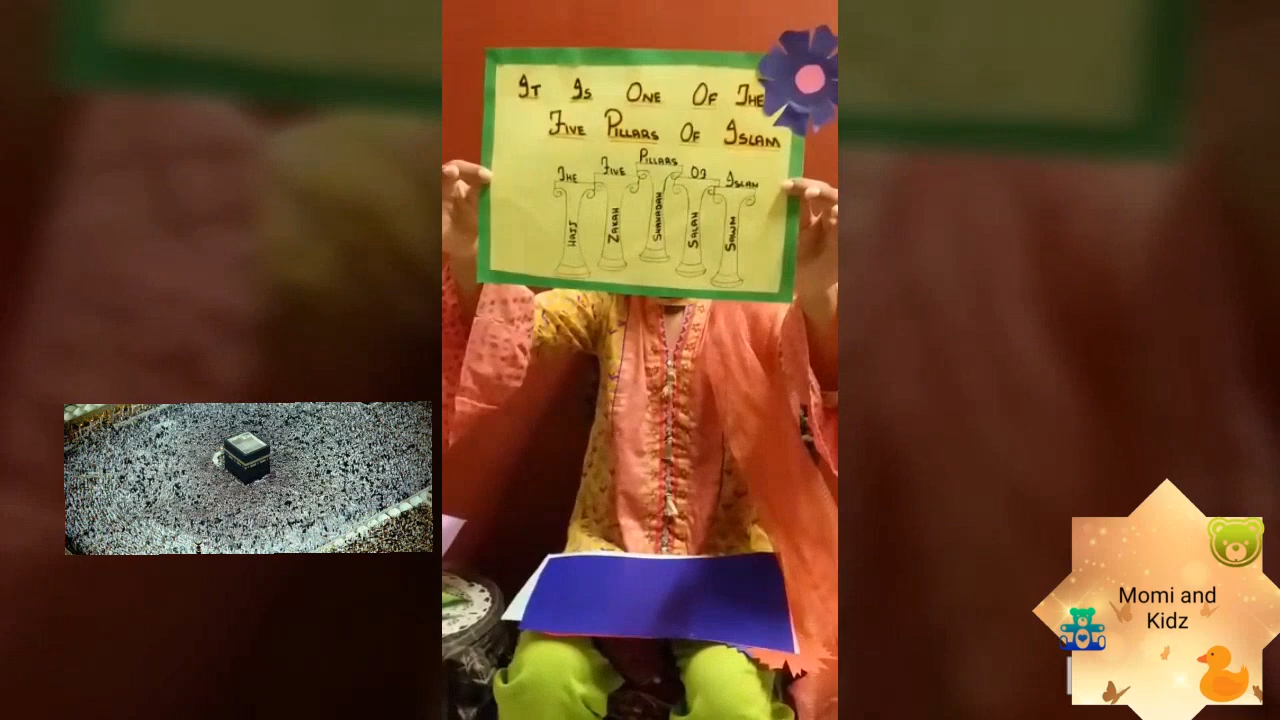 It Is One Of The
Five Pillars Of Islam
The Five Pillars Of Islam
Hajj
Zakah
Shahadah
Salah
Sawm
Momi and
Kidz